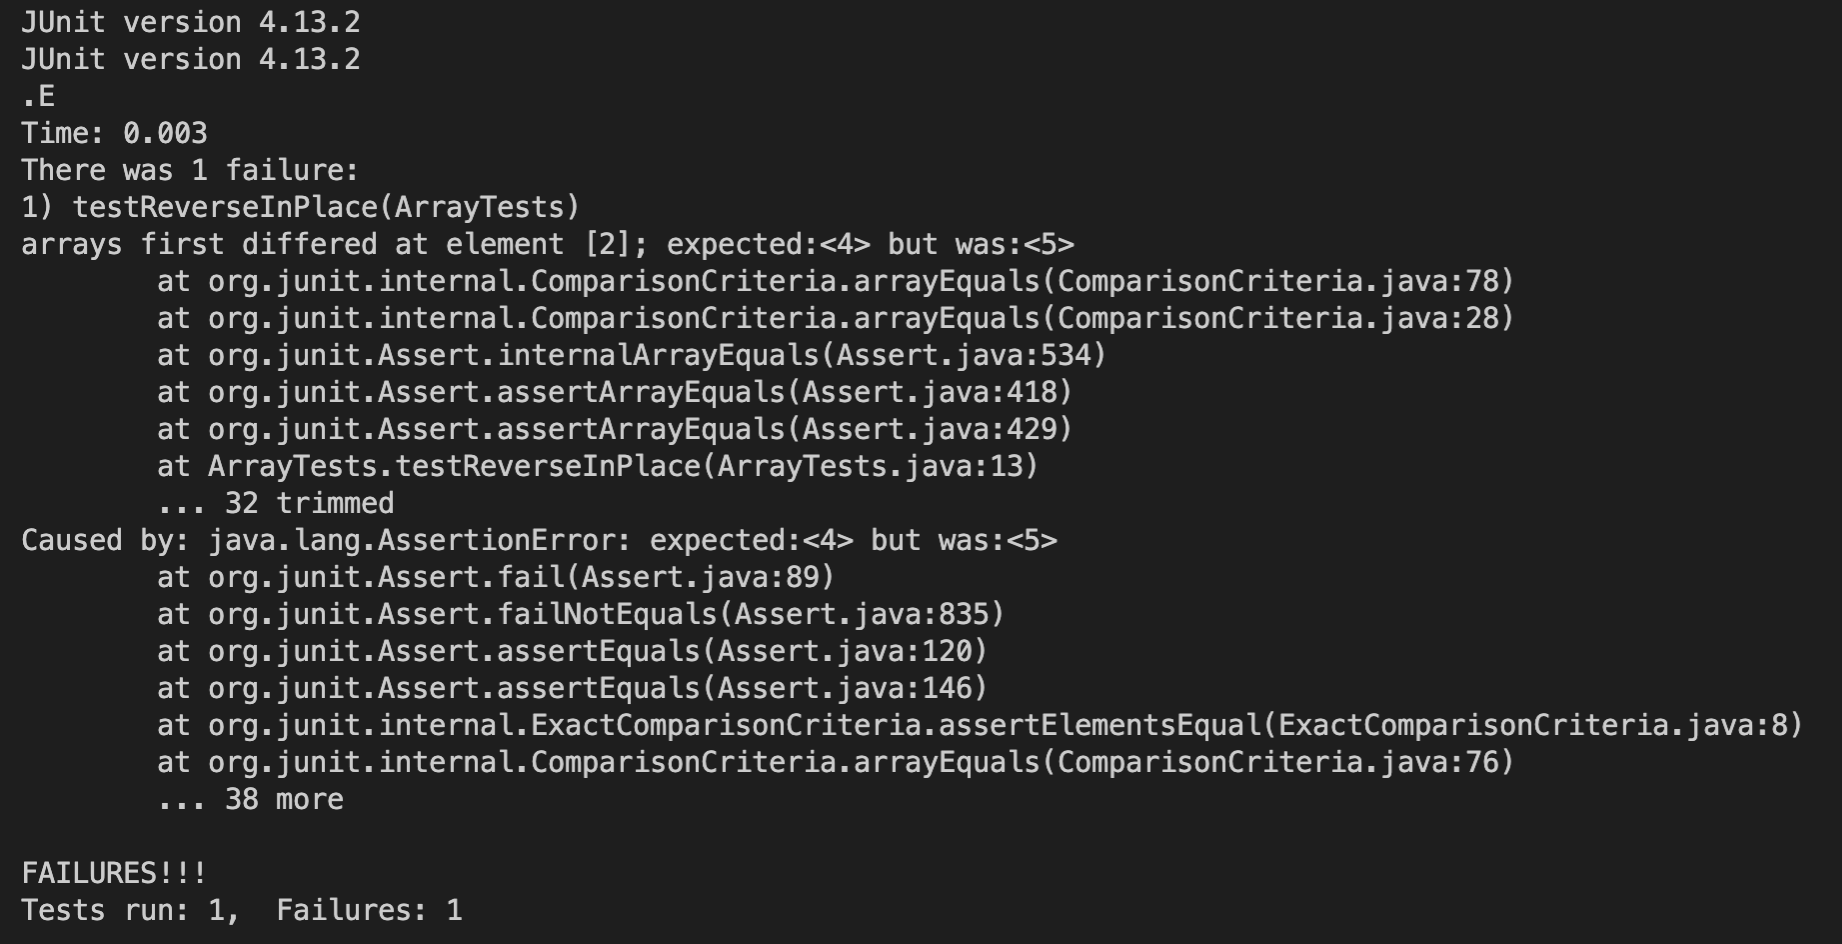 JUnit version 4.13.2
JUnit version 4.13.2
.E
Time: 0.003
There was 1 failure:
1) testReverseInPlace(ArrayTests)
arrays first differed at element [2]; expected:<4> but was:<5>
        at org.junit.internal.ComparisonCriteria.arrayEquals(ComparisonCriteria.java:78)
        at org.junit.internal.ComparisonCriteria.arrayEquals(ComparisonCriteria.java:28)
        at org.junit.Assert.internalArrayEquals(Assert.java:534)
        at org.junit.Assert.assertArrayEquals(Assert.java:418)
        at org.junit.Assert.assertArrayEquals(Assert.java:429)
        at ArrayTests.testReverseInPlace(ArrayTests.java:13)
        ... 32 trimmed
Caused by: java.lang.AssertionError: expected:<4> but was:<5>
        at org.junit.Assert.fail(Assert.java:89)
        at org.junit.Assert.failNotEquals(Assert.java:835)
        at org.junit.Assert.assertEquals(Assert.java:120)
        at org.junit.Assert.assertEquals(Assert.java:146)
        at org.junit.internal.ExactComparisonCriteria.assertElementsEqual(ExactComparisonCriteria.java:8)
        at org.junit.internal.ComparisonCriteria.arrayEquals(ComparisonCriteria.java:76)
        ... 38 more

FAILURES!!!
Tests run: 1,  Failures: 1